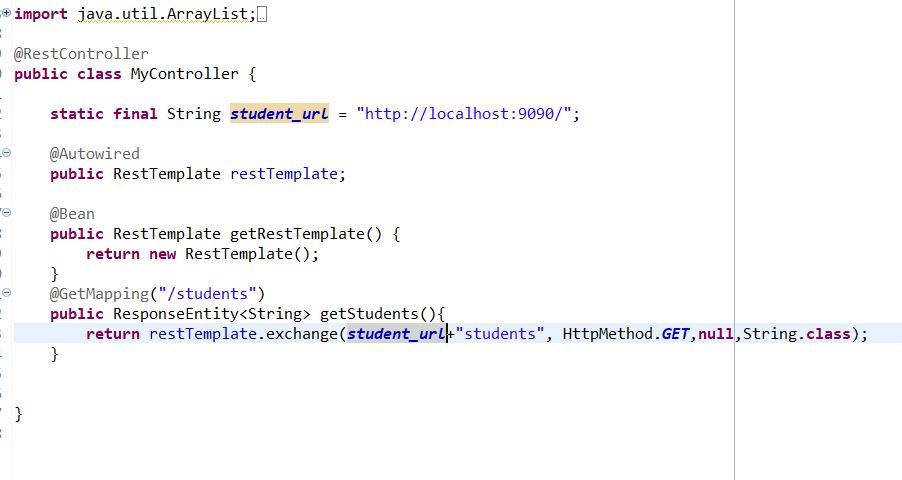 import java.util.ArrayList;
@RestController
public class MyController {
static final String student_url = "http://localhost:9090/";
@Autowired
public RestTemplate restTemplate;
@Bean
public RestTemplate getRestTemplate() {
return new RestTemplate();
}
@GetMapping("/students")
public ResponseEntity<String> getStudents(){
return restTemplate.exchange(student_url+"students", HttpMethod.GET,null,String.class);
}
}